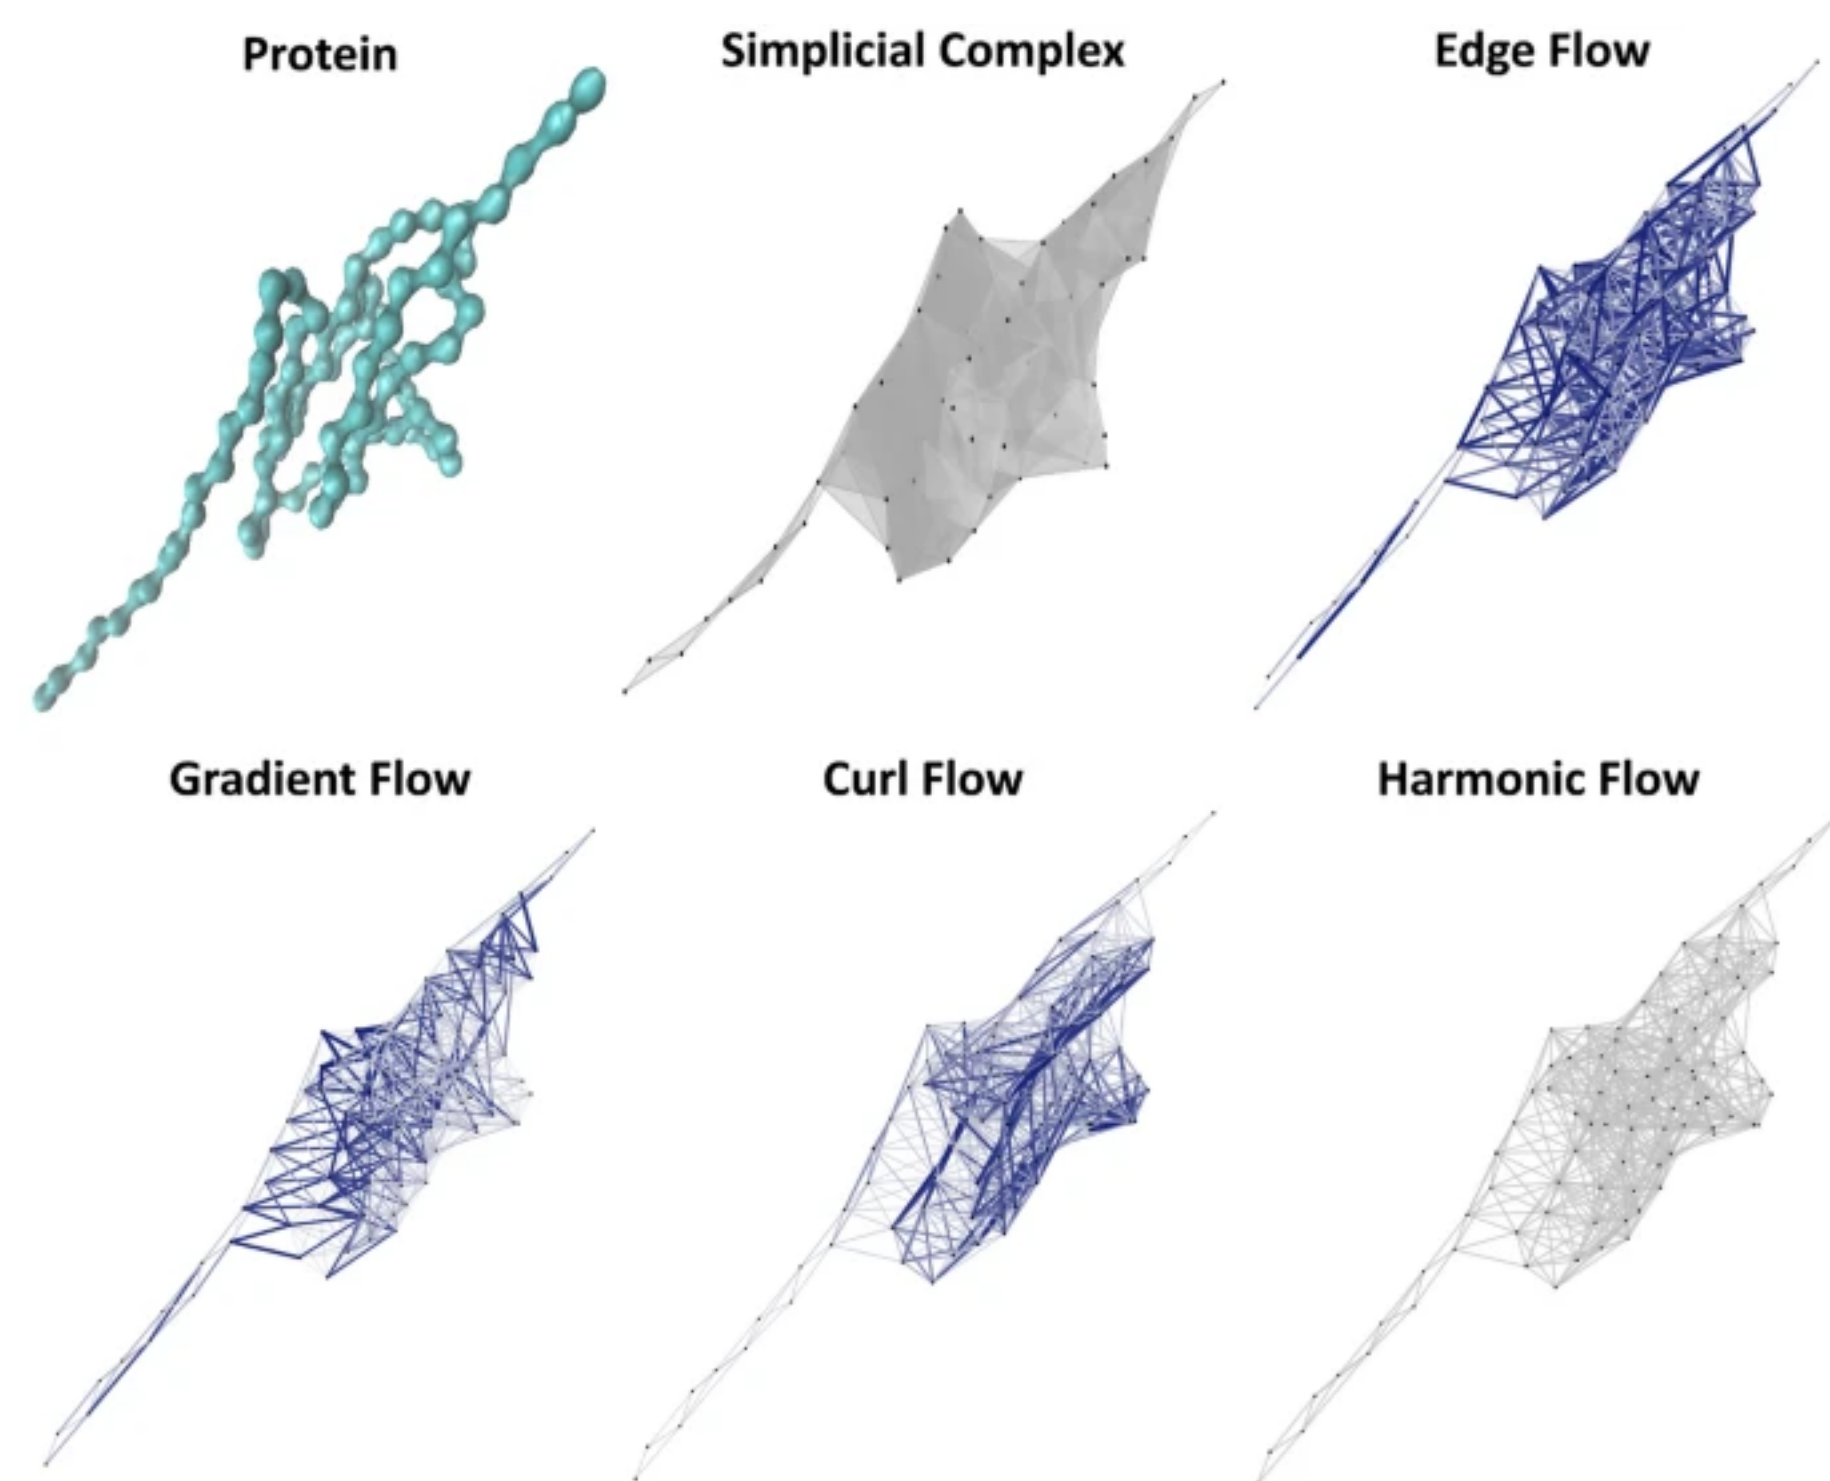 Protein
Simplicial Complex
Edge Flow
Gradient Flow
Curl Flow
Harmonic Flow